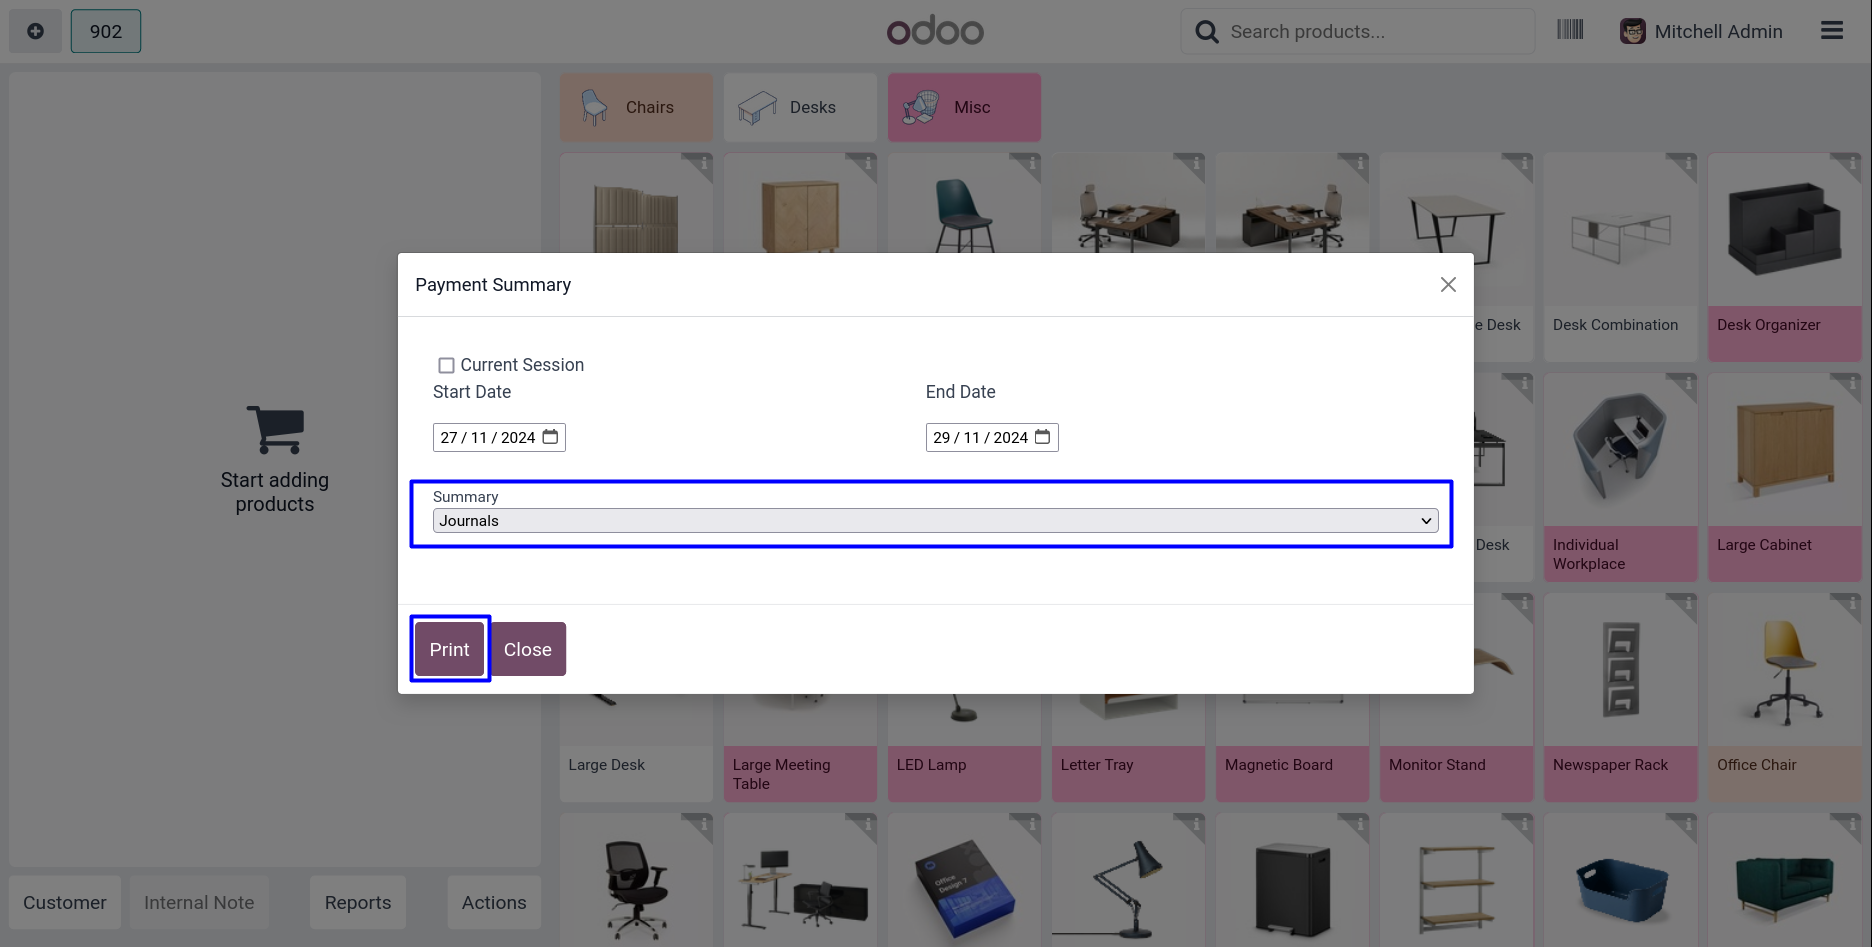 902
odoo
Search products...
Mitchell Admin
Chairs
Desks
Misc
Payment Summary
e Desk
Desk Combination
Desk Organizer
Current Session
Start Date
End Date
27 / 11 / 2024
29 / 11 / 2024
Start adding
products
Summary
Journals
Desk
Individual
Workplace
Large Cabinet
Print
Close
Large Desk
Large Meeting
Table
LED Lamp
Letter Tray
Magnetic Board
Monitor Stand
Newspaper Rack
Office Chair
Office
Design 7
Customer
Internal Note
Reports
Actions